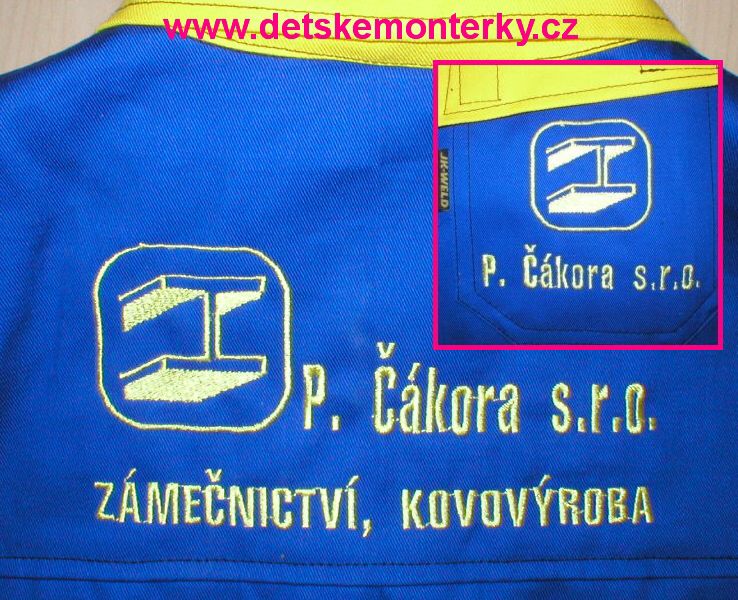 www.detskemonterky.cz
JK-WELD
P. Čákora s.r.o.
P. Čákora s.r.o.
ZÁMEČNICTVÍ, KOVOVÝROBA